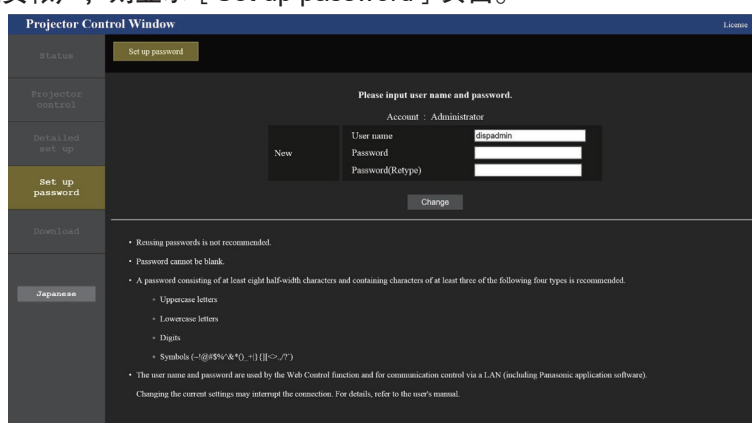 [Set up password]
Projector Control Window
License
Status
Set up password
Projector
control
Detailed
set up
Set up
password
Download
Japanese
Please input user name and password.
Account : Administrator
New
User name
dispadmin
Password
Password(Retype)
Change
• Reusing passwords is not recommended.
• Password cannot be blank.
• A password consisting of at least eight half-width characters and containing characters of at least three of the following four types is recommended.
Uppercase letters
Lowercase letters
Digits
Symbols (~!@#$%^&*()_+|}{][<>.,/?`)
• The user name and password are used by the Web Control function and for communication control via a LAN (including Panasonic application software).
Changing the current settings may interrupt the connection. For details, refer to the user's manual.